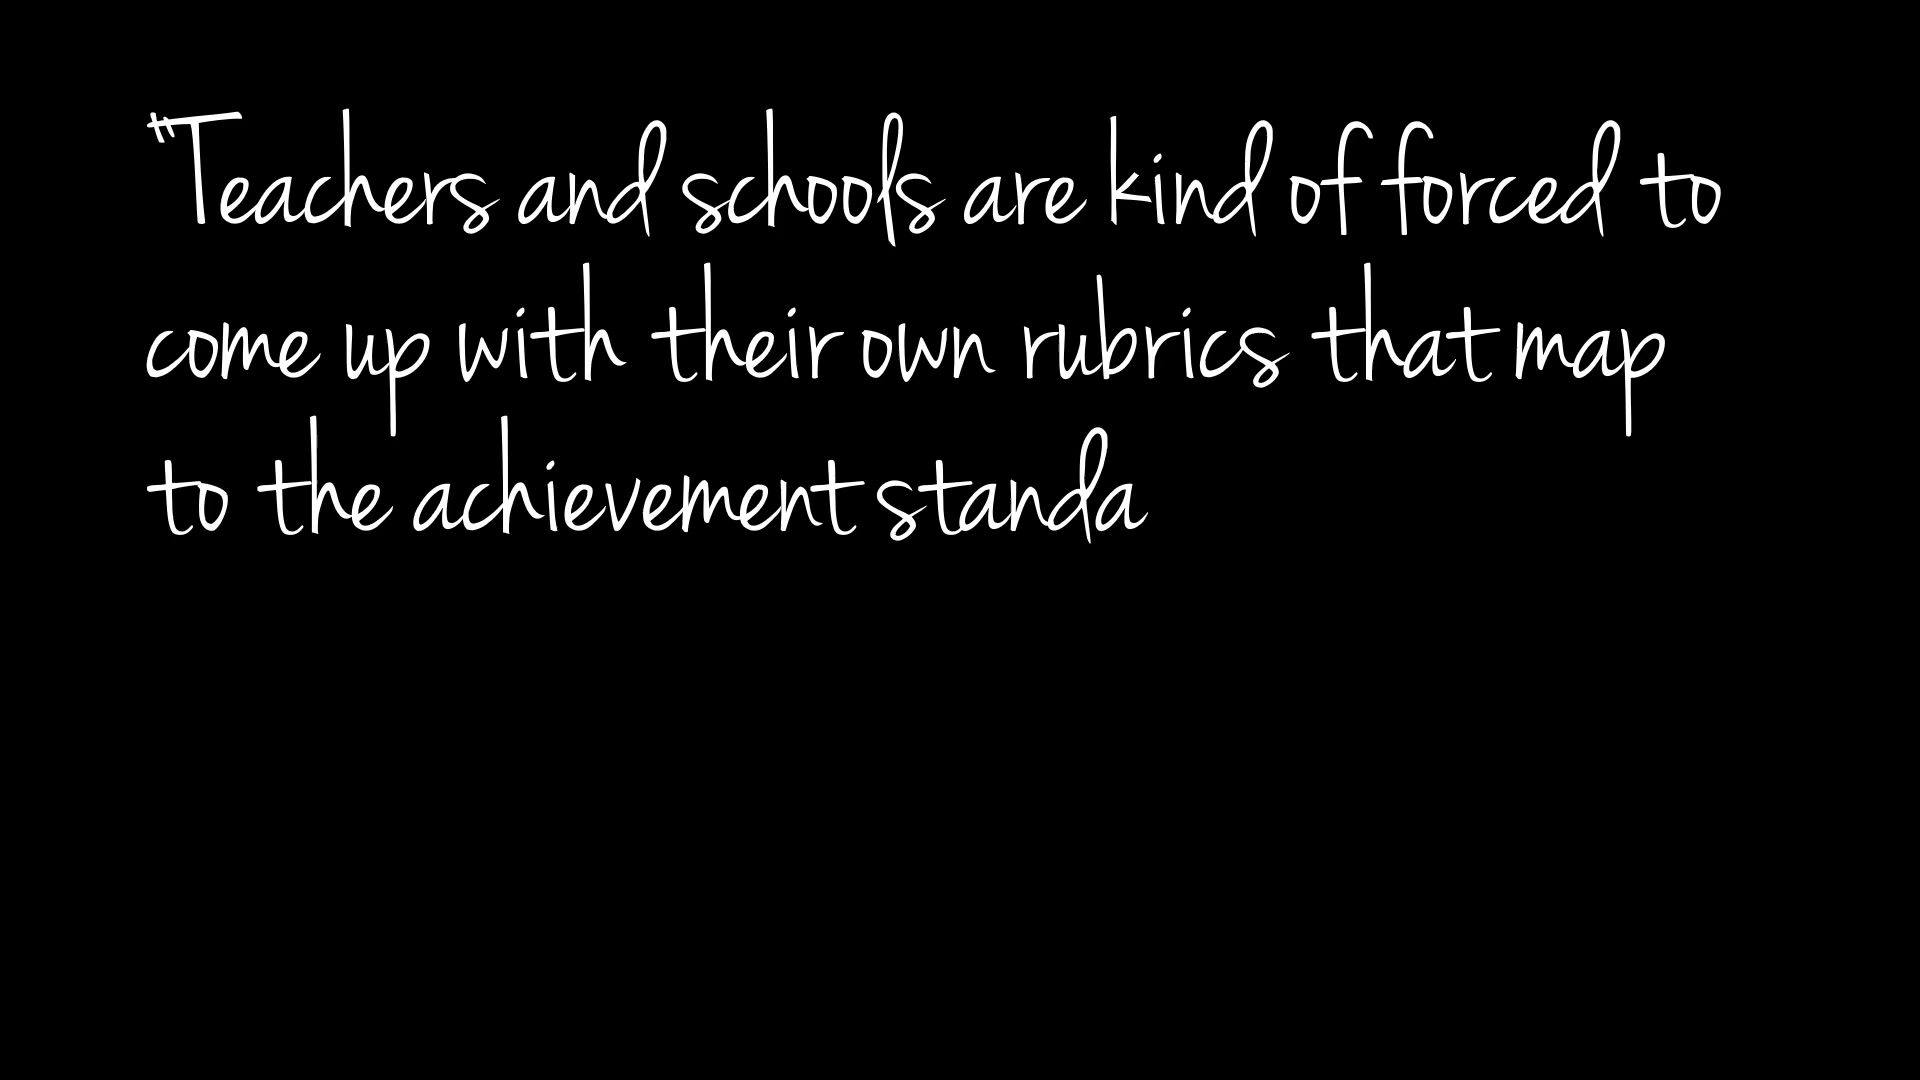 "Teachers and schools are kind of forced to
come up with their own rubrics that map
to the achievement standa